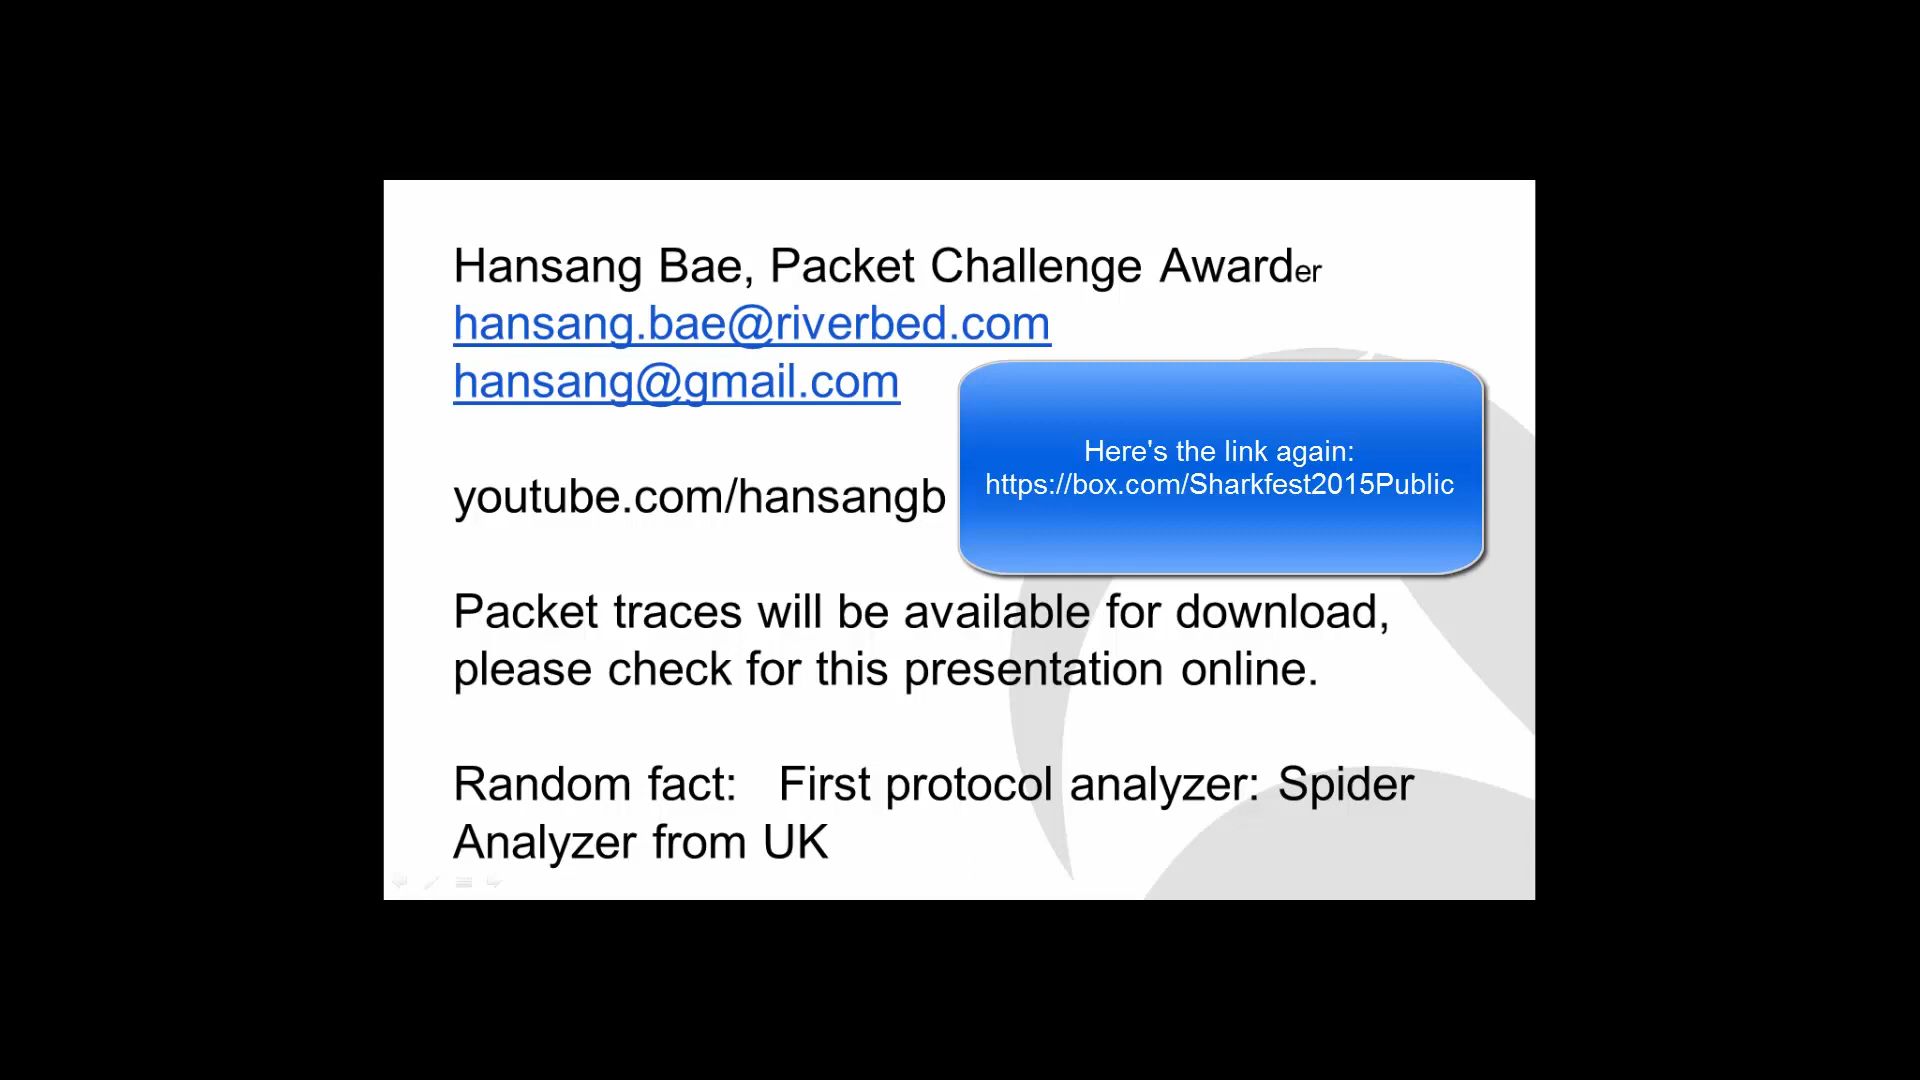 Hansang Bae, Packet Challenge Awarder
hansang.bae@riverbed.com
hansang@gmail.com
Here's the link again:
https://box.com/Sharkfest2015Public
youtube.com/hansangb
Packet traces will be available for download,
please check for this presentation online.
Random fact:   First protocol analyzer: Spider
Analyzer from UK